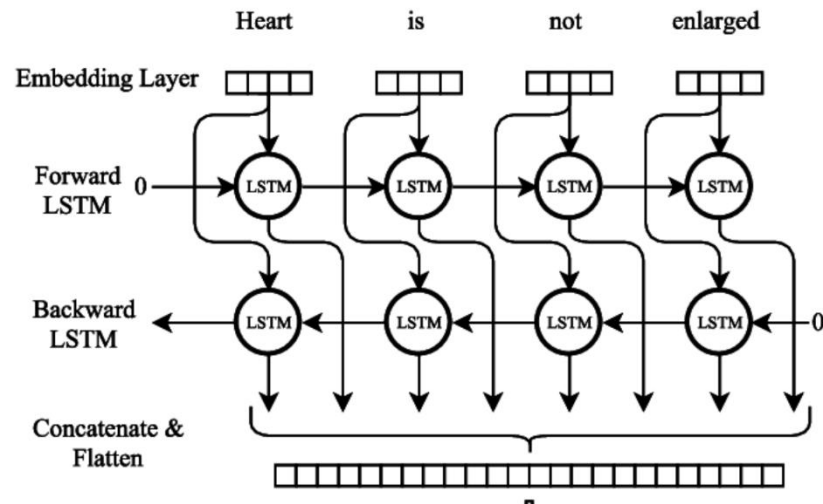 Heart is not enlarged
Embedding Layer
Forward 0 LSTM LSTM LSTM LSTM
LSTM
Backward LSTM LSTM LSTM LSTM 0
LSTM
Concatenate &
Flatten